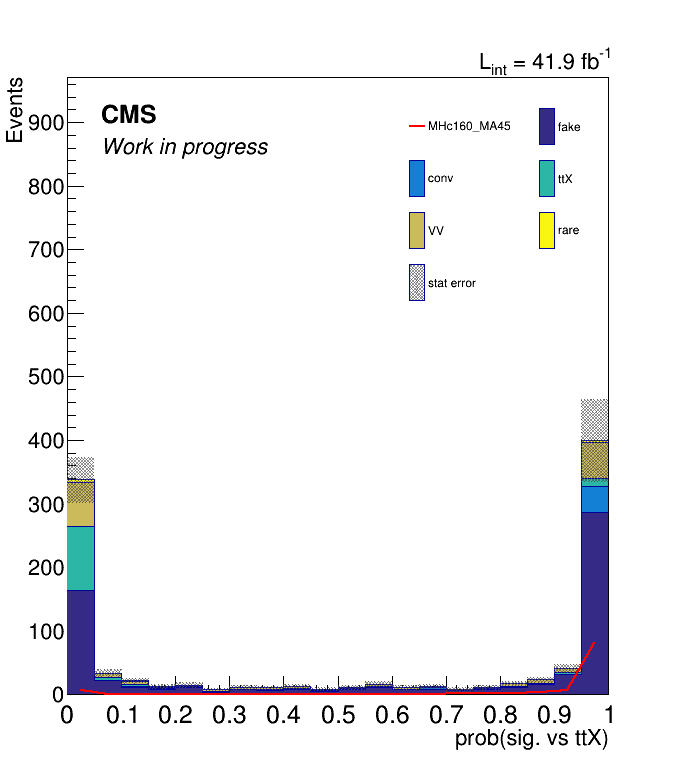 L_int = 41.9 fb^-1
Events
CMS
Work in progress
MHc160_MA45
fake
conv
ttX
VV
rare
stat error
900
800
700
600
500
400
300
200
100
0
0 0.1 0.2 0.3 0.4 0.5 0.6 0.7 0.8 0.9 1
prob(sig. vs ttX)